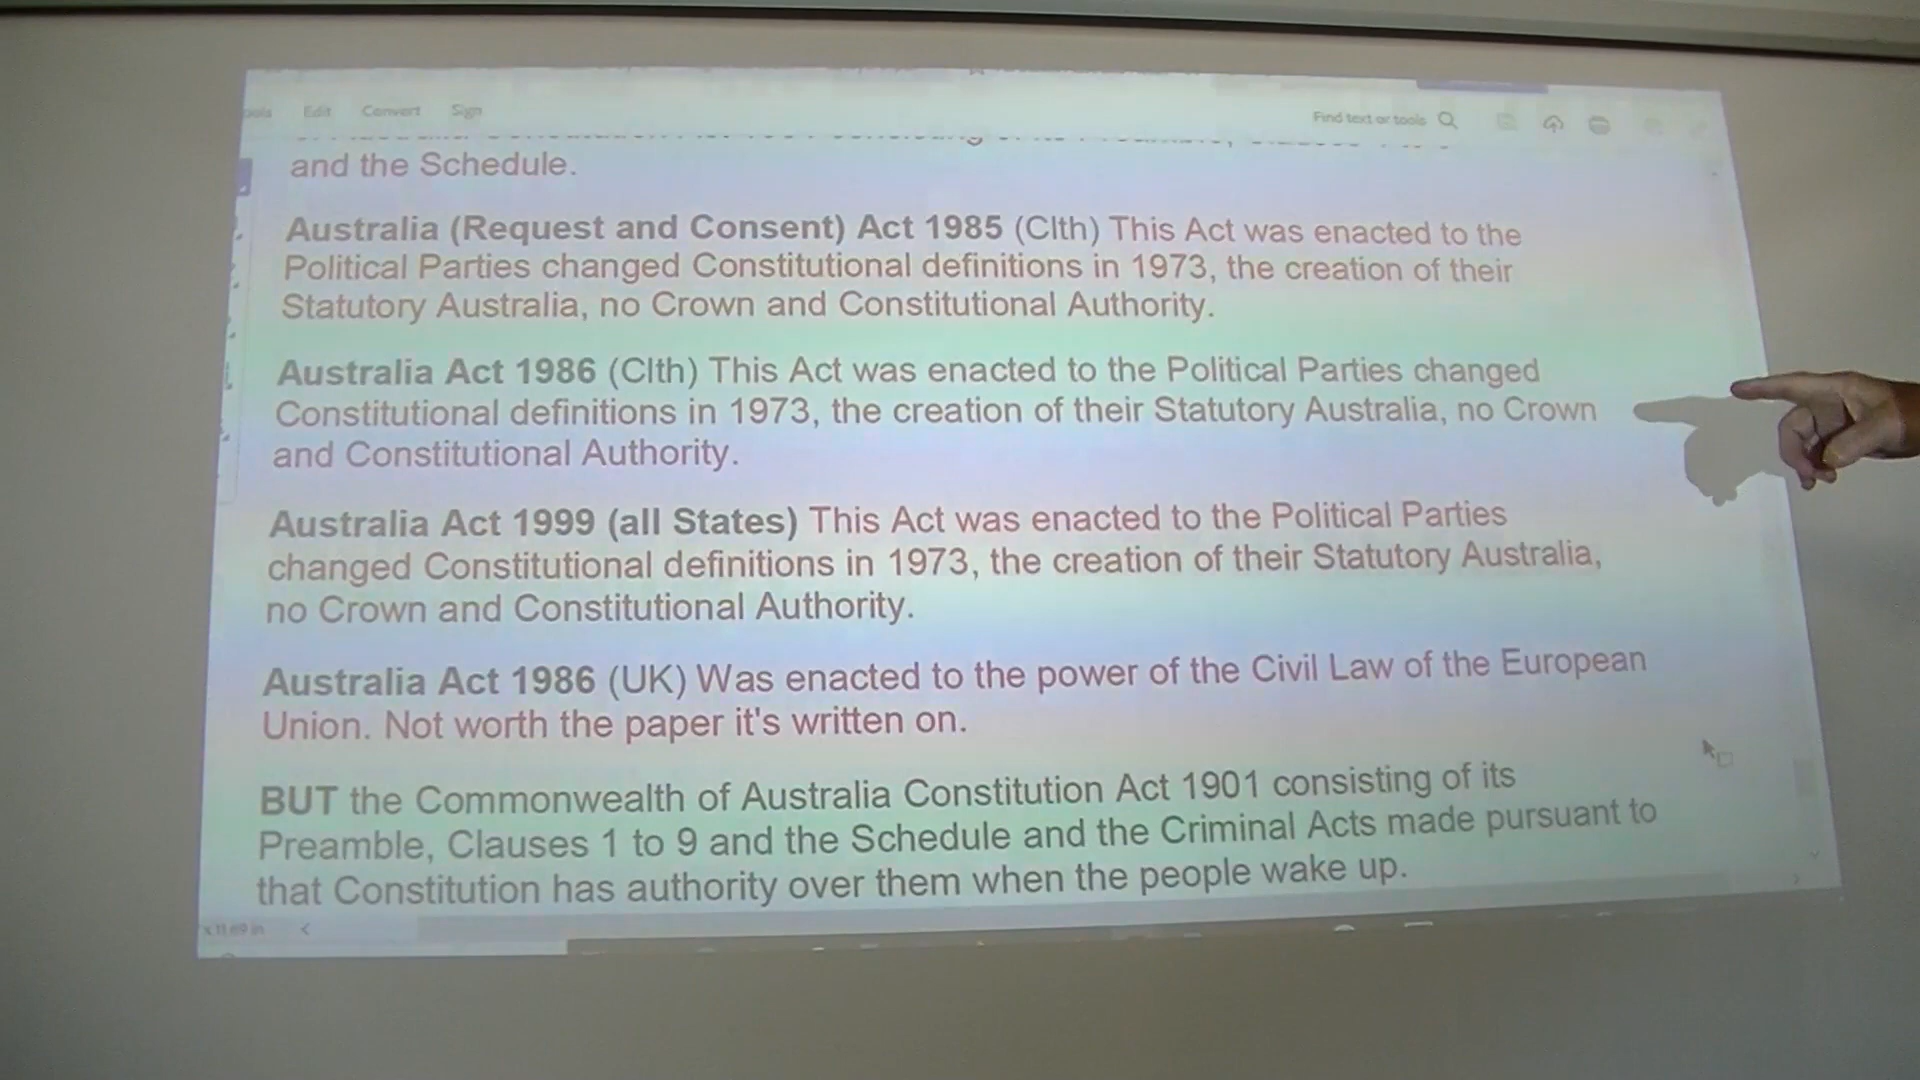 Edit Convert Sign
Find text or tools
and the Schedule.
Australia (Request and Consent) Act 1985 (Clth) This Act was enacted to the
Political Parties changed Constitutional definitions in 1973, the creation of their
Statutory Australia, no Crown and Constitutional Authority.
Australia Act 1986 (Clth) This Act was enacted to the Political Parties changed
Constitutional definitions in 1973, the creation of their Statutory Australia, no Crown
and Constitutional Authority.
Australia Act 1999 (all States) This Act was enacted to the Political Parties
changed Constitutional definitions in 1973, the creation of their Statutory Australia,
no Crown and Constitutional Authority.
Australia Act 1986 (UK) Was enacted to the power of the Civil Law of the European
Union. Not worth the paper it's written on.
BUT the Commonwealth of Australia Constitution Act 1901 consisting of its
Preamble, Clauses 1 to 9 and the Schedule and the Criminal Acts made pursuant to
that Constitution has authority over them when the people wake up.